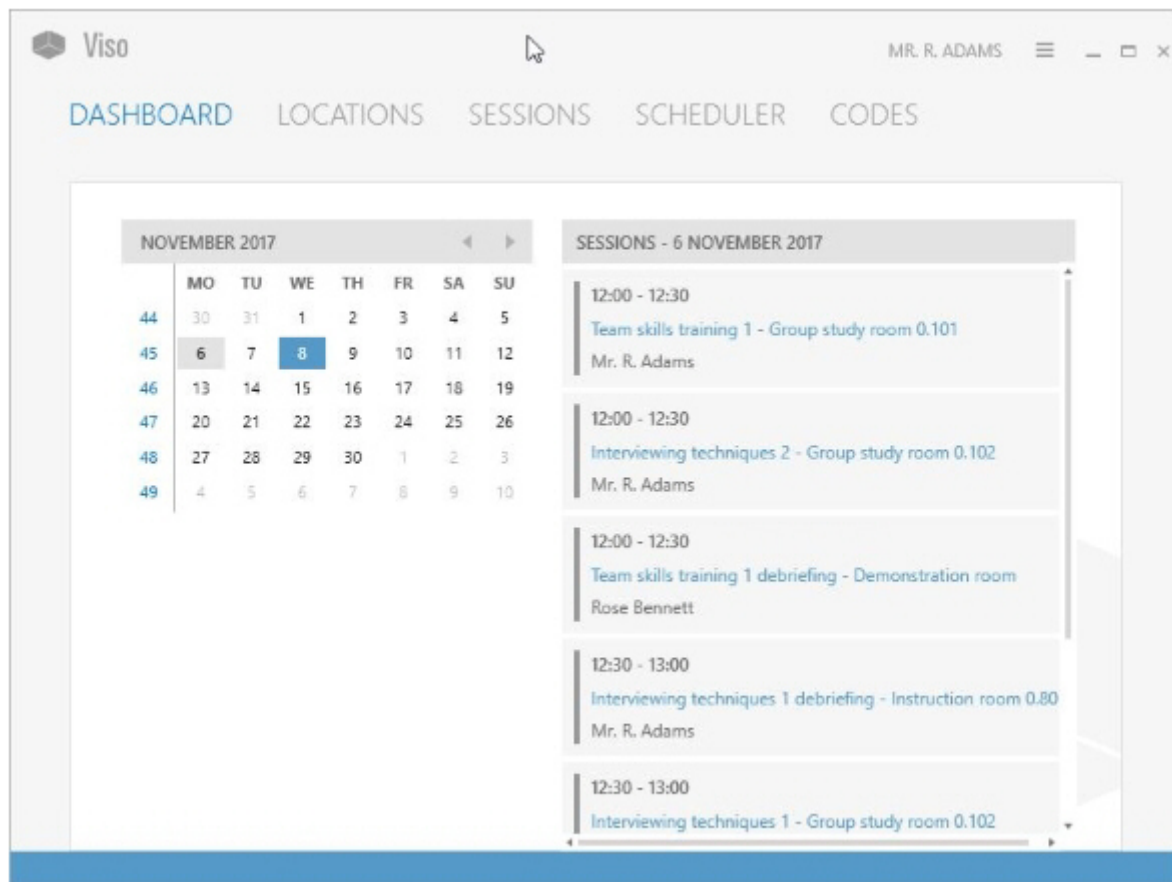 Viso
MR. R. ADAMS
DASHBOARD LOCATIONS SESSIONS SCHEDULER CODES
NOVEMBER 2017
MO TU WE TH FR SA SU
44 30 31 1 2 3 4 5
45 6 7 8 9 10 11 12
46 13 14 15 16 17 18 19
47 20 21 22 23 24 25 26
48 27 28 29 30 1 2 3
49 4 5 6 7 8 9 10
SESSIONS - 6 NOVEMBER 2017
12:00 - 12:30
Team skills training 1 - Group study room 0.101
Mr. R. Adams
12:00 - 12:30
Interviewing techniques 2 - Group study room 0.102
Mr. R. Adams
12:00 - 12:30
Team skills training 1 debriefing - Demonstration room
Rose Bennett
12:30 - 13:00
Interviewing techniques 1 debriefing - Instruction room 0.80
Mr. R. Adams
12:30 - 13:00
Interviewing techniques 1 - Group study room 0.102